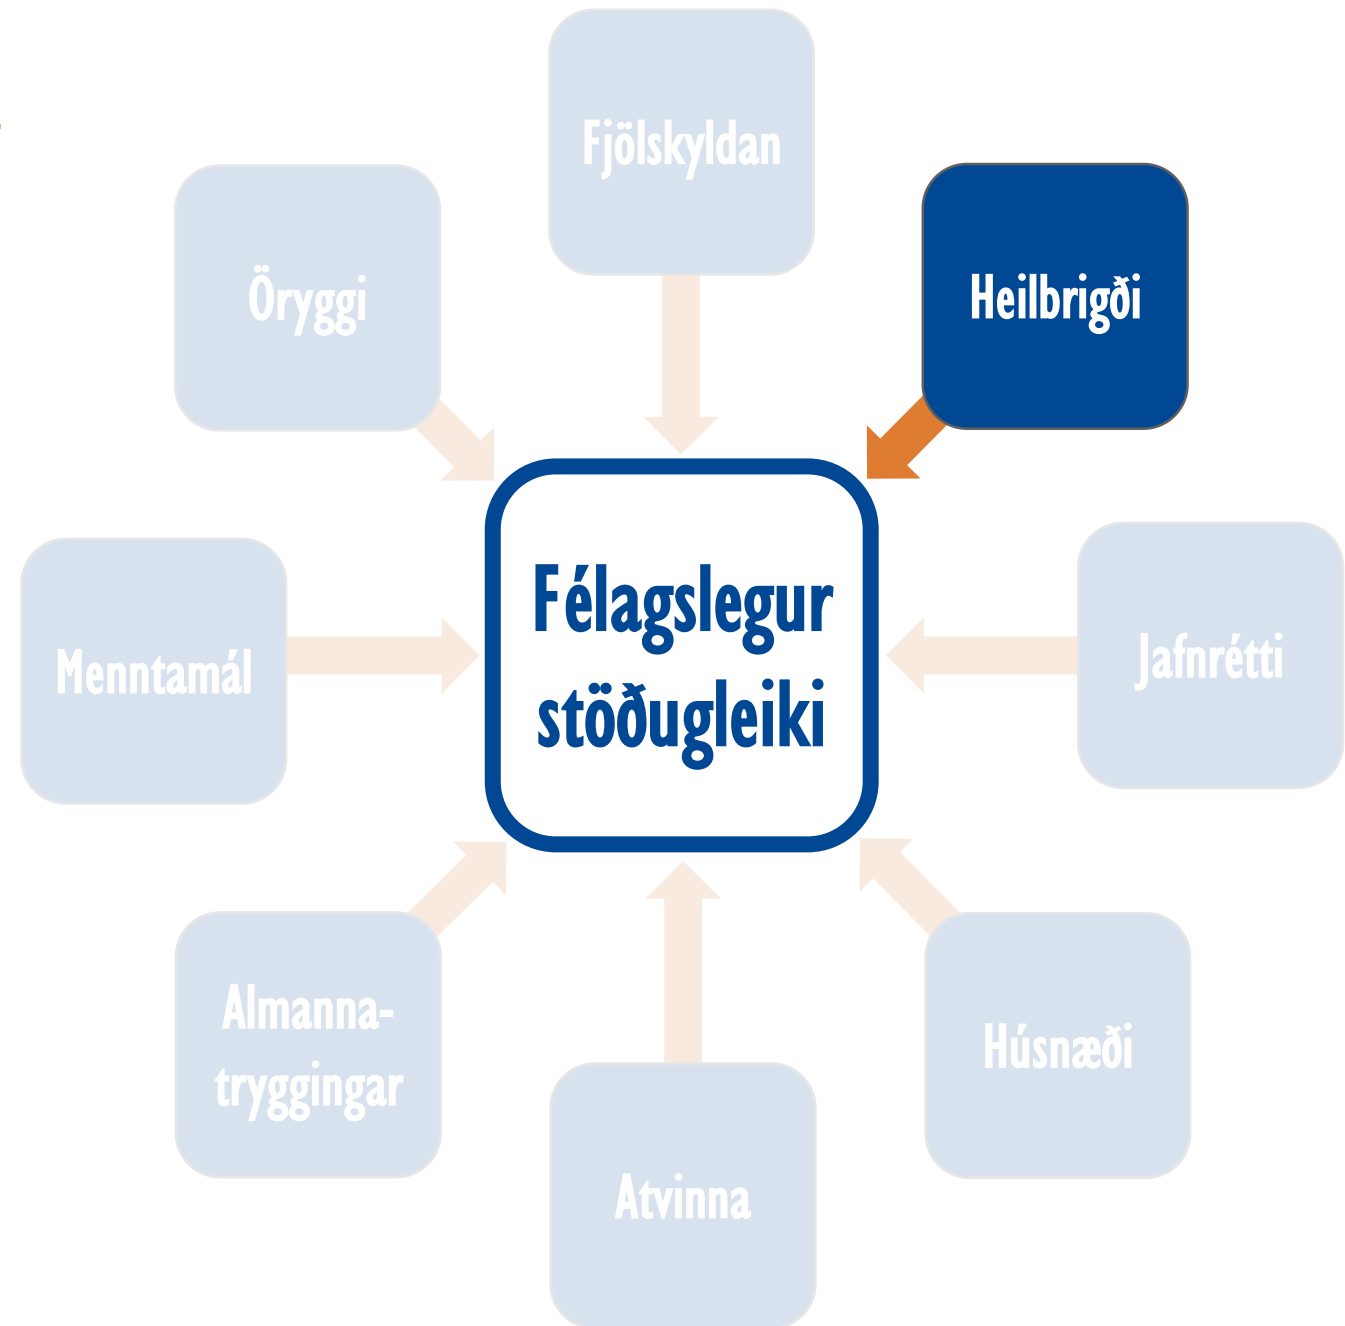 Fjölskyldan
Öryggi
Heilbrigði
Félagslegur
stöðugleiki
Menntamál
Jafnrétti
Almanna-
tryggingar
Húsnæði
Atvinna